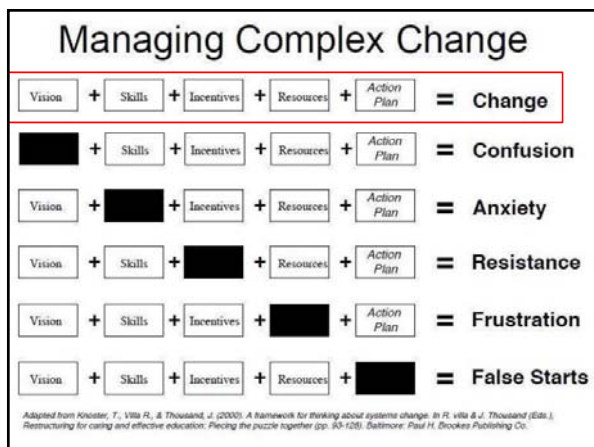 Managing Complex Change
Vision + Skills + Incentives + Resources + Action Plan = Change
+ Skills + Incentives + Resources + Action Plan = Confusion
Vision + + Incentives + Resources + Action Plan = Anxiety
Vision + Skills + + Resources + Action Plan = Resistance
Vision + Skills + Incentives + + Action Plan = Frustration
Vision + Skills + Incentives + Resources + = False Starts
Adapted from Knoster, T., Villa R., & Thousand, J. (2000). A framework for thinking about systems change. In R. villa & J. Thousand (Eds.),
Restructuring for caring and effective education: Piecing the puzzle together (pp. 93-128). Baltimore: Paul H. Brookes Publishing Co.